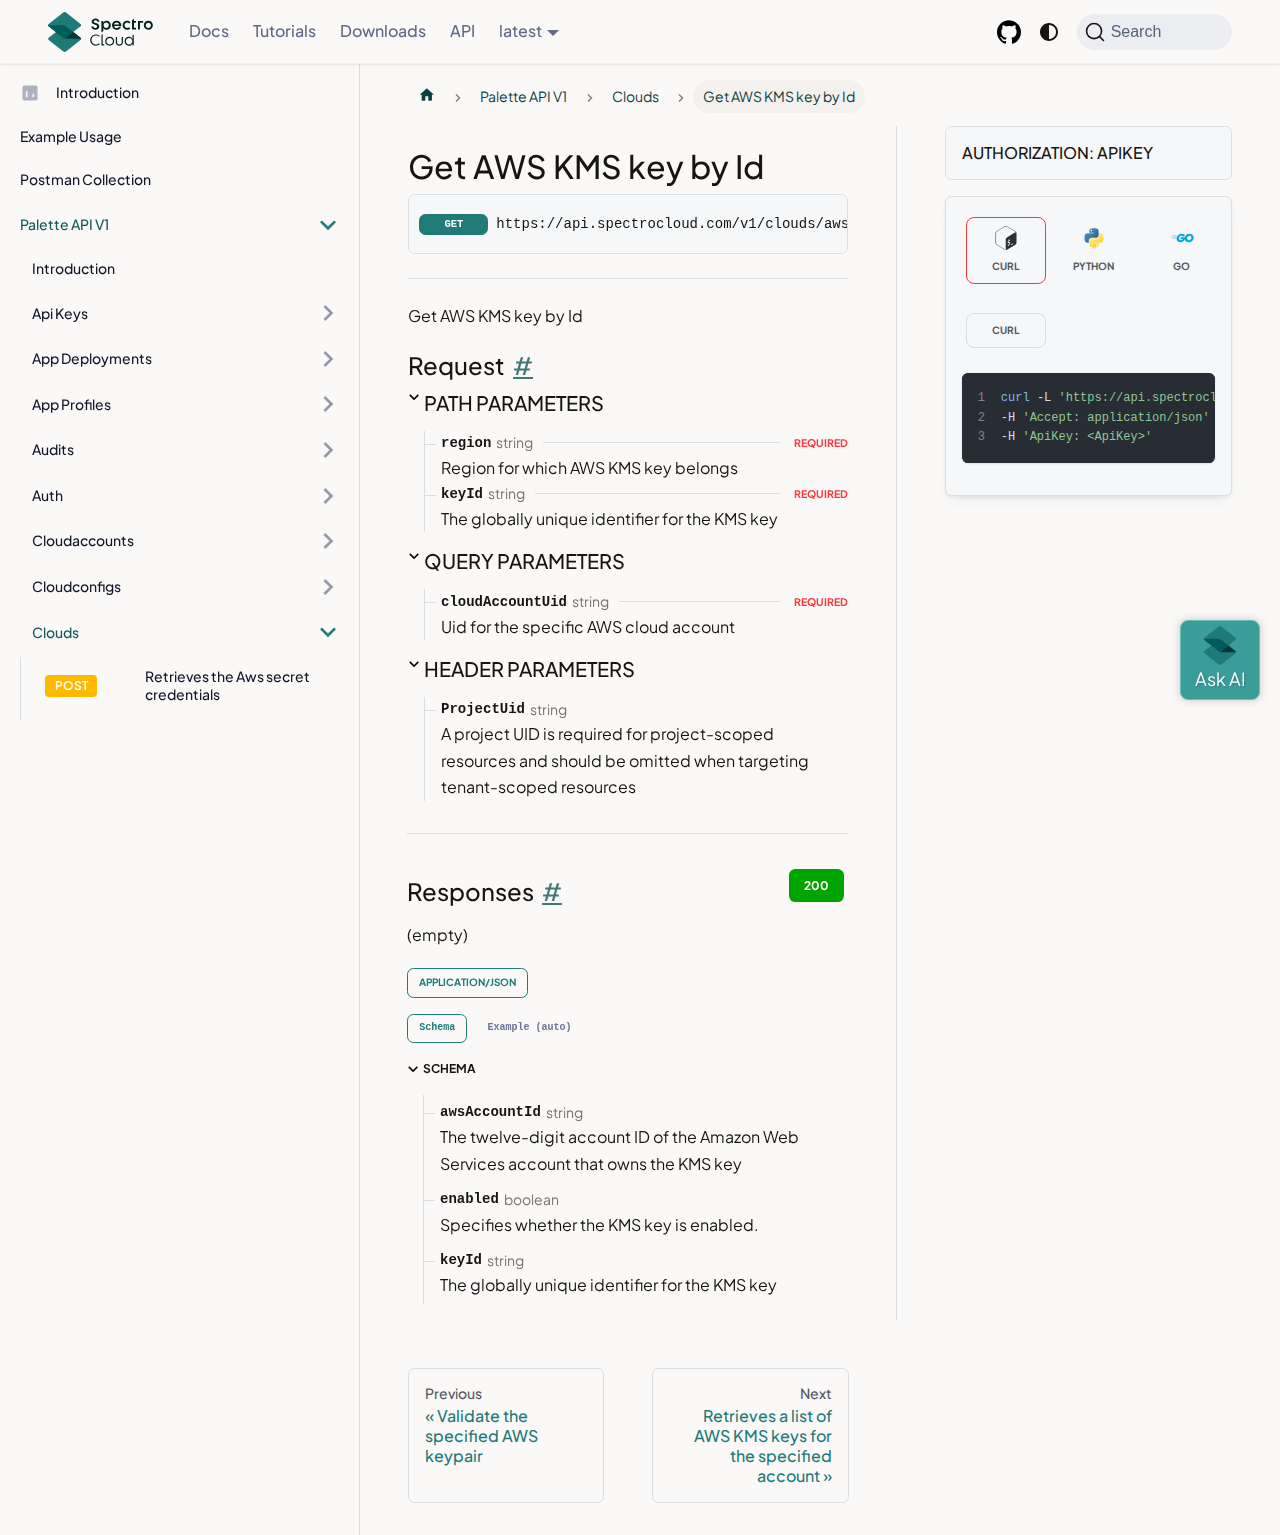 Spectro
Cloud
Docs
Tutorials
Downloads
API
latest
Search
Introduction
Example Usage
Postman Collection
Palette API V1
Introduction
Api Keys
App Deployments
App Profiles
Audits
Auth
Cloudaccounts
Cloudconfigs
Clouds
POST
Retrieves the Aws secret
credentials
Palette API V1
Clouds
Get AWS KMS key by Id
Get AWS KMS key by Id
GET
https://api.spectrocloud.com/v1/clouds/aws
Get AWS KMS key by Id
Request #
PATH PARAMETERS
region string REQUIRED
Region for which AWS KMS key belongs
keyId string REQUIRED
The globally unique identifier for the KMS key
QUERY PARAMETERS
cloudAccountUid string REQUIRED
Uid for the specific AWS cloud account
HEADER PARAMETERS
ProjectUid string
A project UID is required for project-scoped
resources and should be omitted when targeting
tenant-scoped resources
Responses #
200
(empty)
APPLICATION/JSON
Schema
Example (auto)
SCHEMA
awsAccountId string
The twelve-digit account ID of the Amazon Web
Services account that owns the KMS key
enabled boolean
Specifies whether the KMS key is enabled.
keyId string
The globally unique identifier for the KMS key
Previous
« Validate the
specified AWS
keypair
Next
Retrieves a list of
AWS KMS keys for
the specified
account »
AUTHORIZATION: APIKEY
CURL
PYTHON
GO
GO
CURL
1 curl -L 'https://api.spectrocl
2 -H 'Accept: application/json'
3 -H 'ApiKey: <ApiKey>'
Ask AI